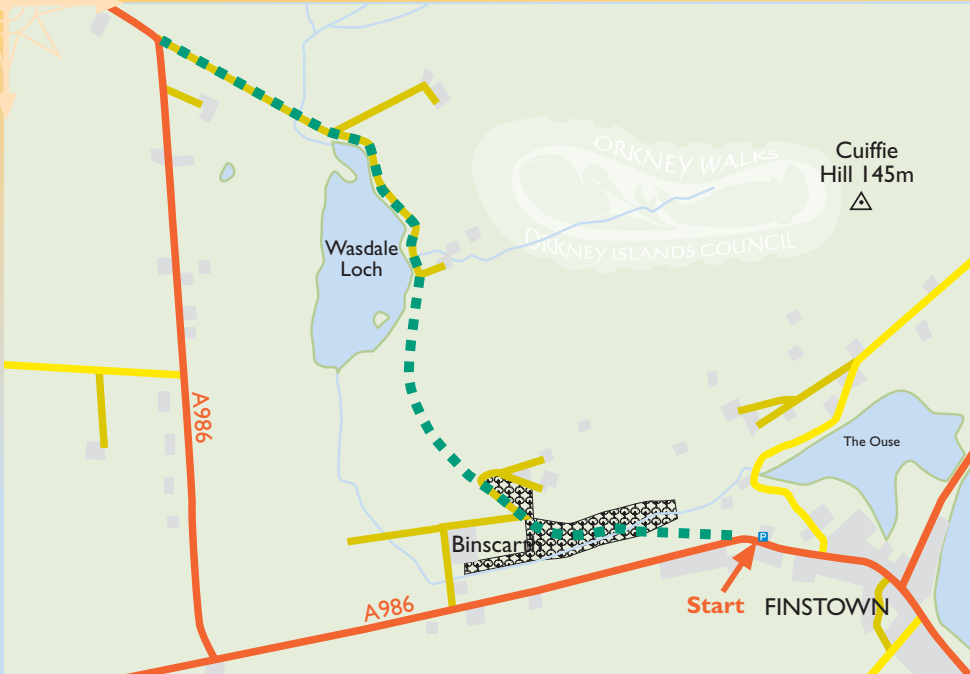 ORKNEY WALKS
ORKNEY ISLANDS COUNCIL
Cuiffie
Hill 145m
Wasdale
Loch
A986
The Ouse
Binscarth
P
A986
Start
FINSTOWN